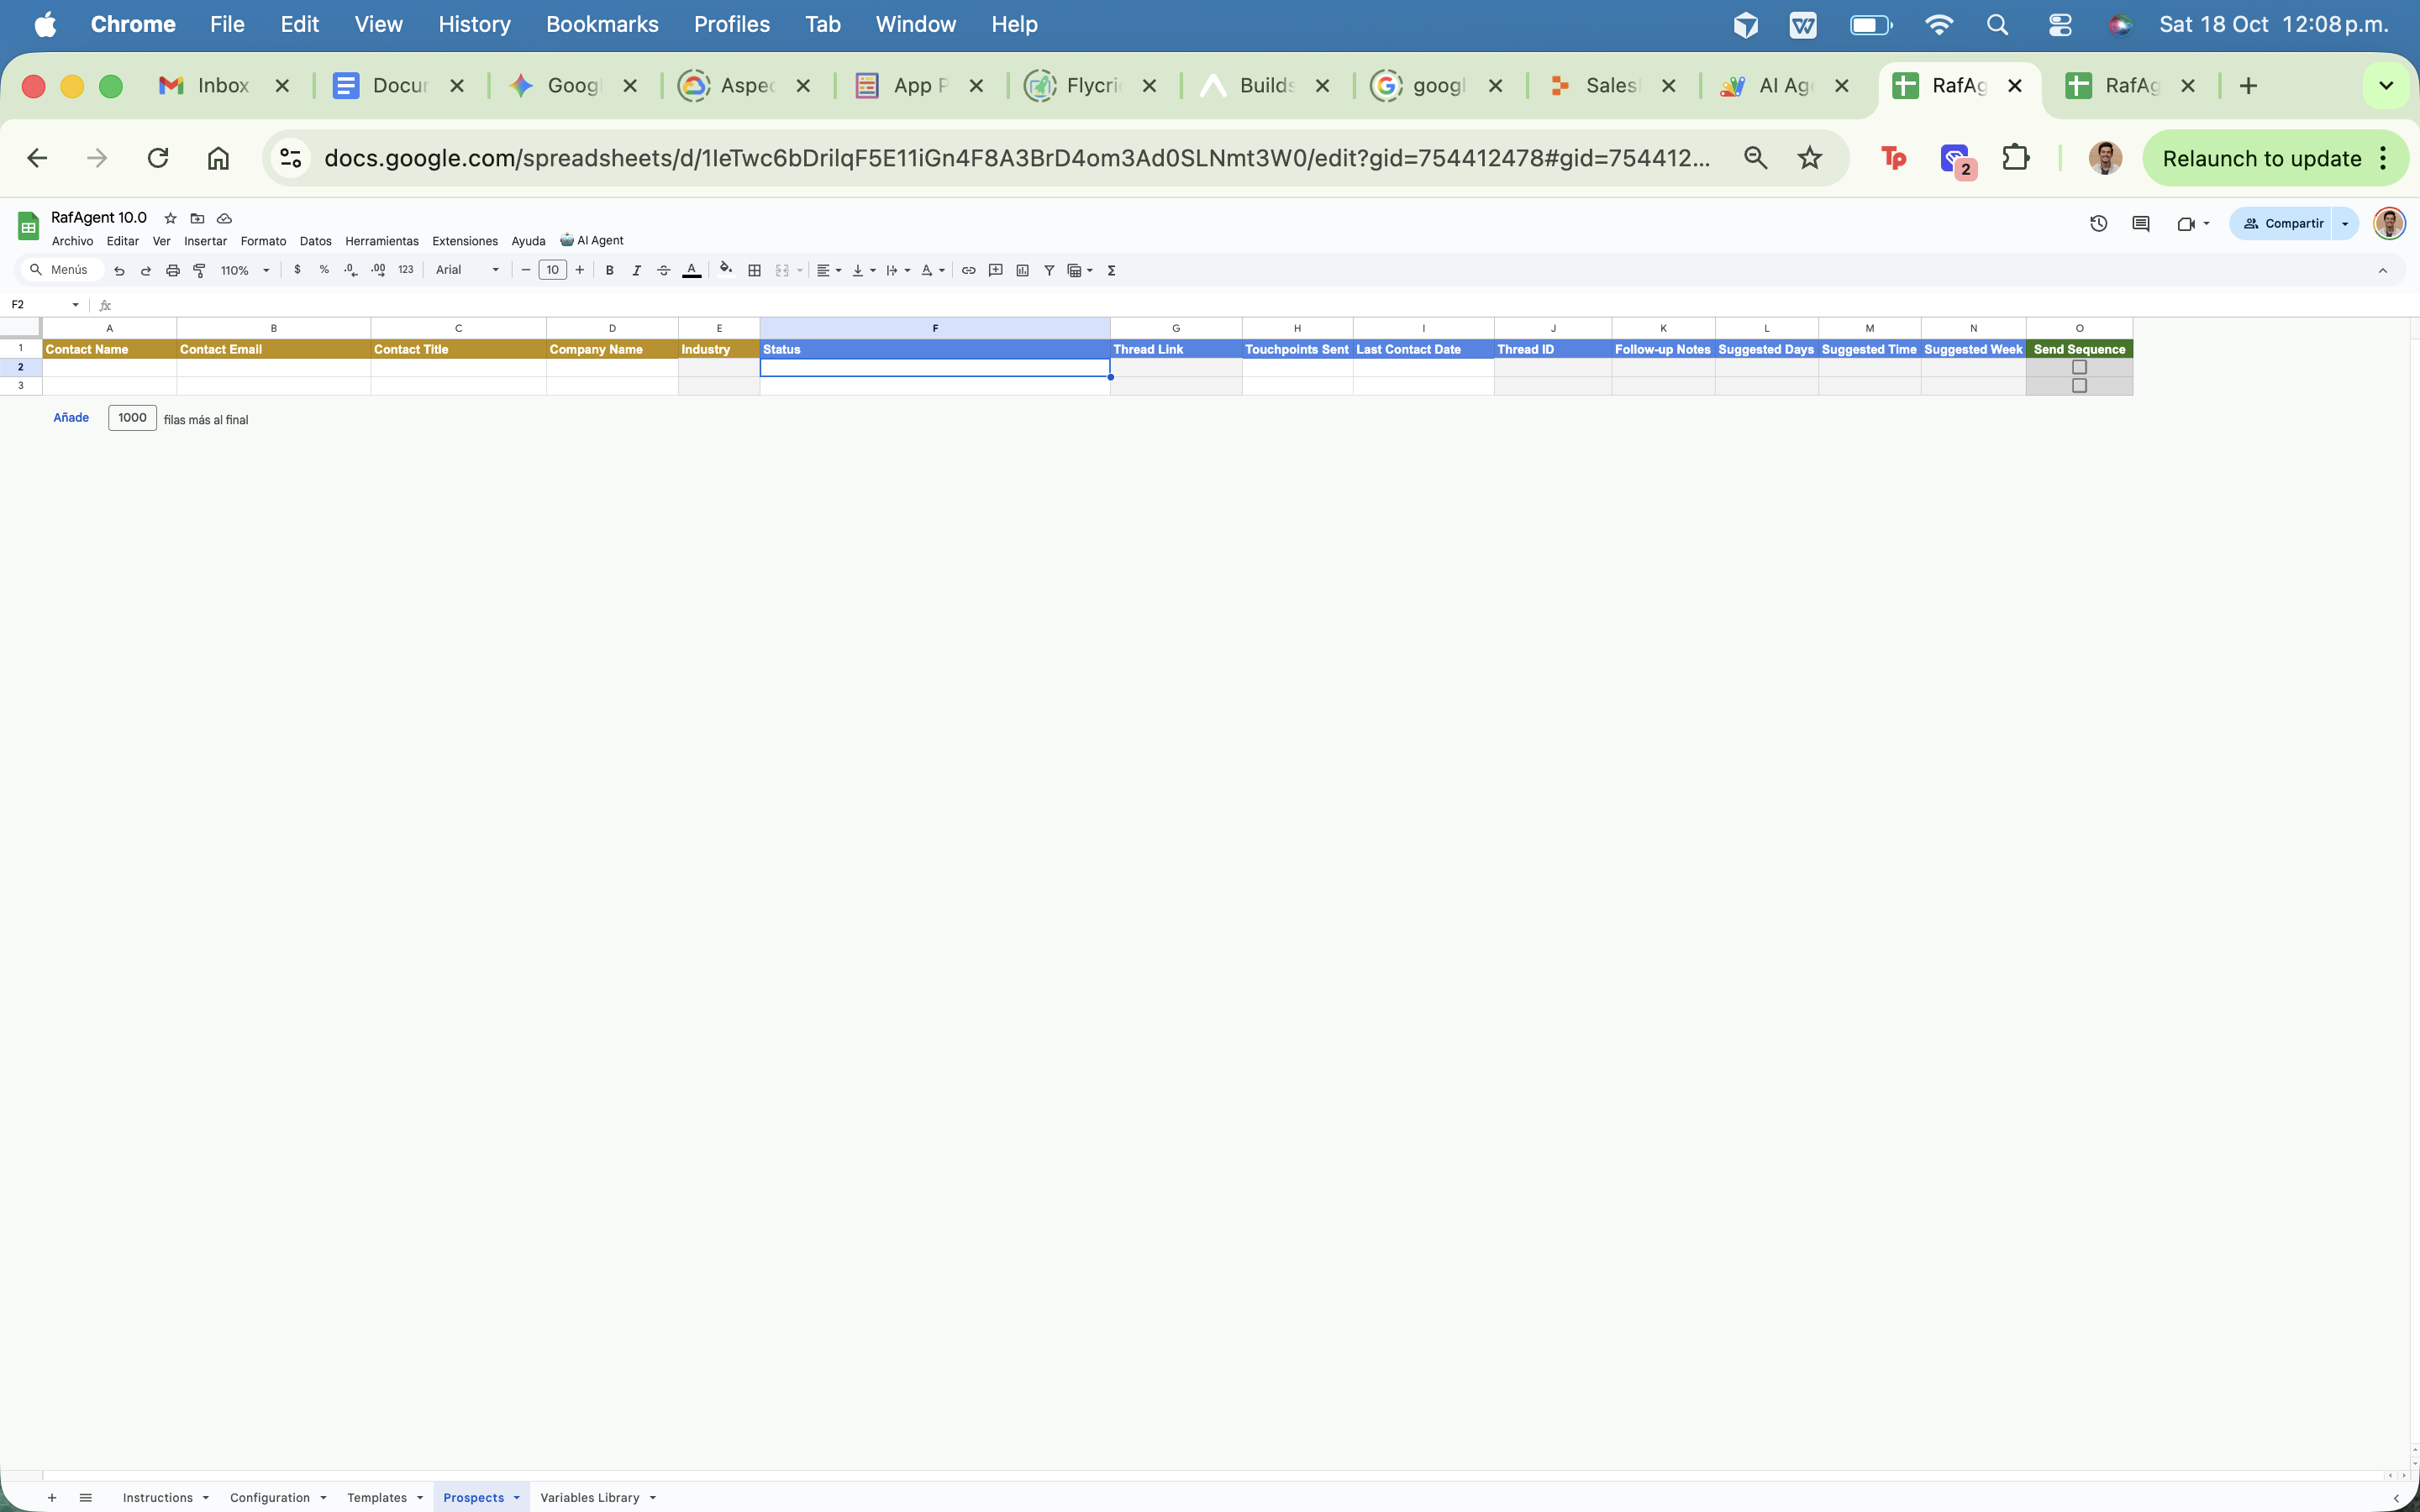 Chrome File Edit View History Bookmarks Profiles Tab Window Help Sat 18 Oct 12:08 p.m.
Inbox Docur Googl Aspec App P Flycri Builds googl Sales AI Age RafAg RafAg
docs.google.com/spreadsheets/d/1IeTwc6bDrilqF5E11iGn4F8A3BrD4om3Ad0SLNmt3W0/edit?gid=754412478#gid=754412... Tp 2 Relaunch to update
RafAgent 10.0
Archivo Editar Ver Insertar Formato Datos Herramientas Extensiones Ayuda AI Agent Compartir
Menús 110% $ % .0 .00 123 Arial 10 B I A A Σ
F2 fx
A B C D E F G H I J K L M N O
1 Contact Name Contact Email Contact Title Company Name Industry Status Thread Link Touchpoints Sent Last Contact Date Thread ID Follow-up Notes Suggested Days Suggested Time Suggested Week Send Sequence
2
3
Añade 1000 filas más al final
Instructions Configuration Templates Prospects Variables Library